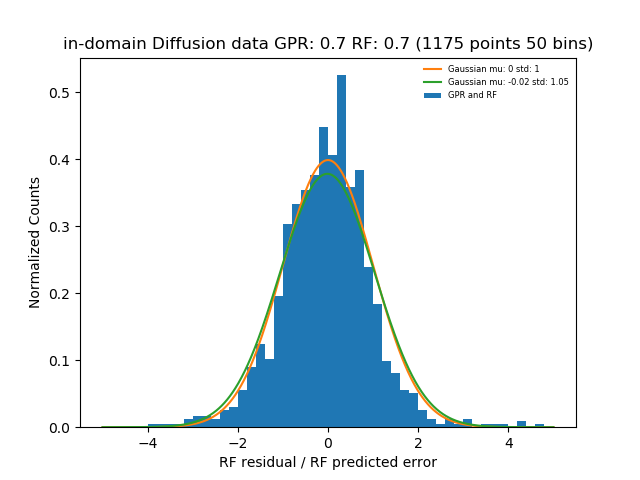 in-domain Diffusion data GPR: 0.7 RF: 0.7 (1175 points 50 bins)
Gaussian mu: 0 std: 1
Gaussian mu: -0.02 std: 1.05
GPR and RF
Normalized Counts
0.5
0.4
0.3
0.2
0.1
0.0
−4 −2 0 2 4
RF residual / RF predicted error